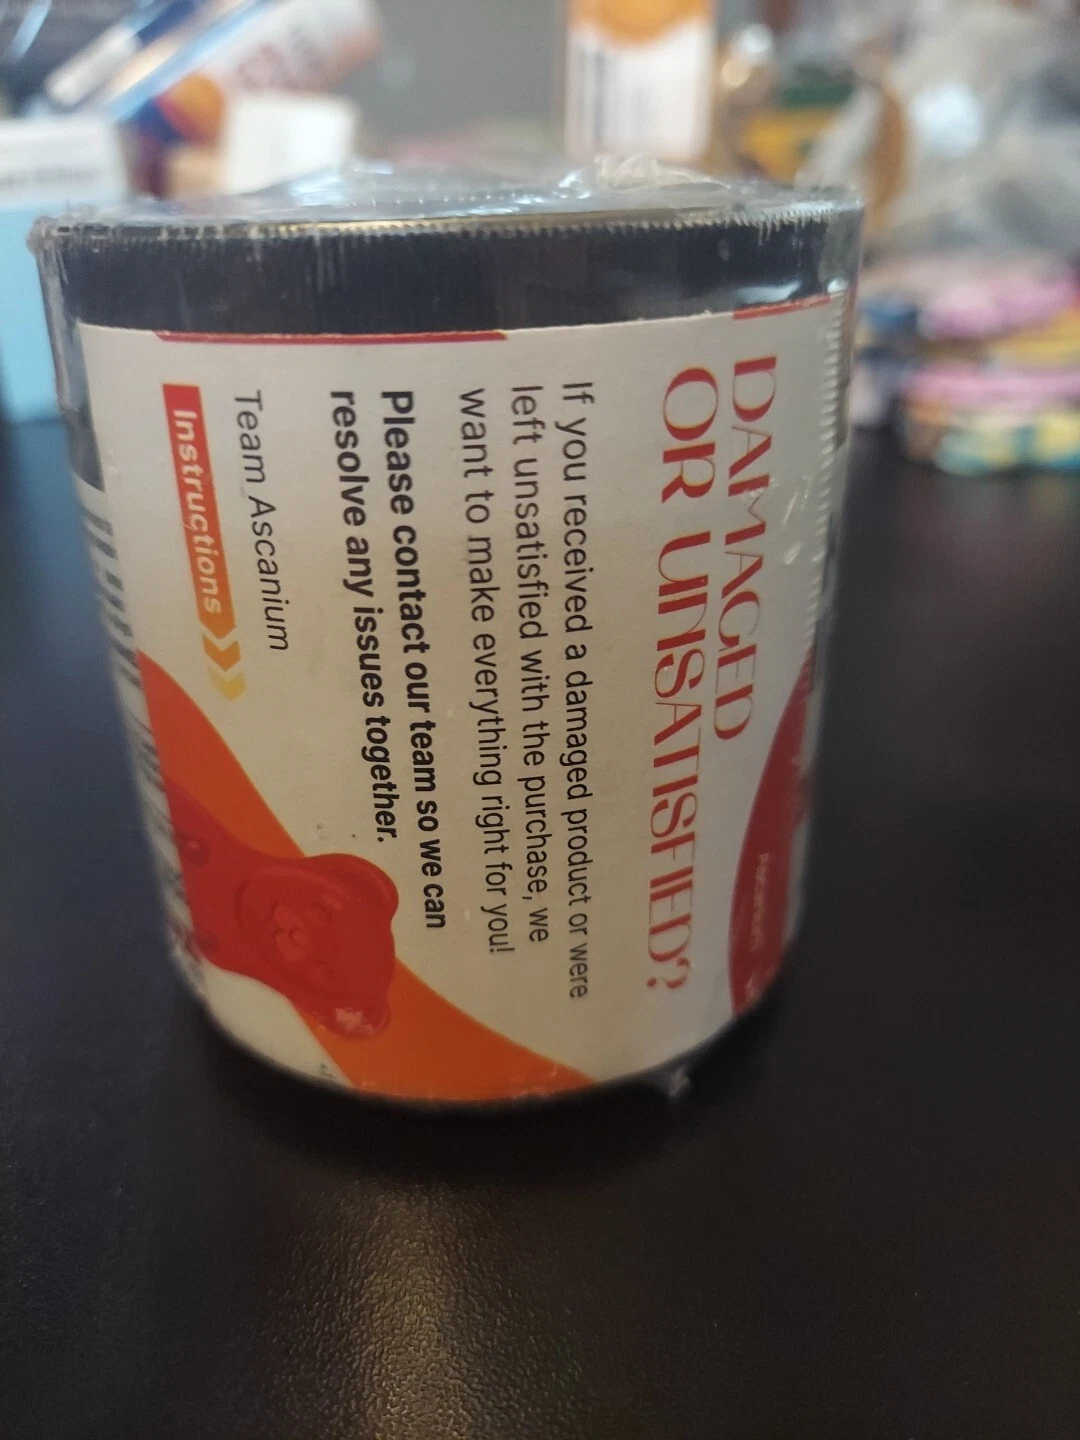 DAMAGED
OR UNSATISFIED?
If you received a damaged product or were
left unsatisfied with the purchase, we
want to make everything right for you!
Please contact our team so we can
resolve any issues together.
Team Ascanium
Instructions